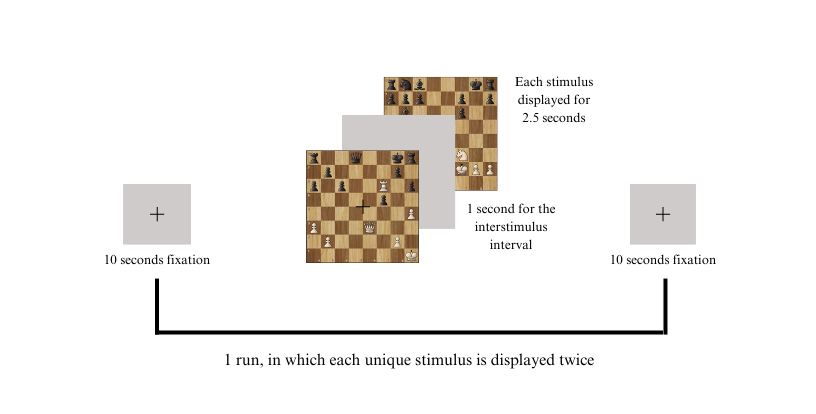 Each stimulus
displayed for
2.5 seconds
1 second for the
interstimulus
interval
10 seconds fixation
10 seconds fixation
1 run, in which each unique stimulus is displayed twice